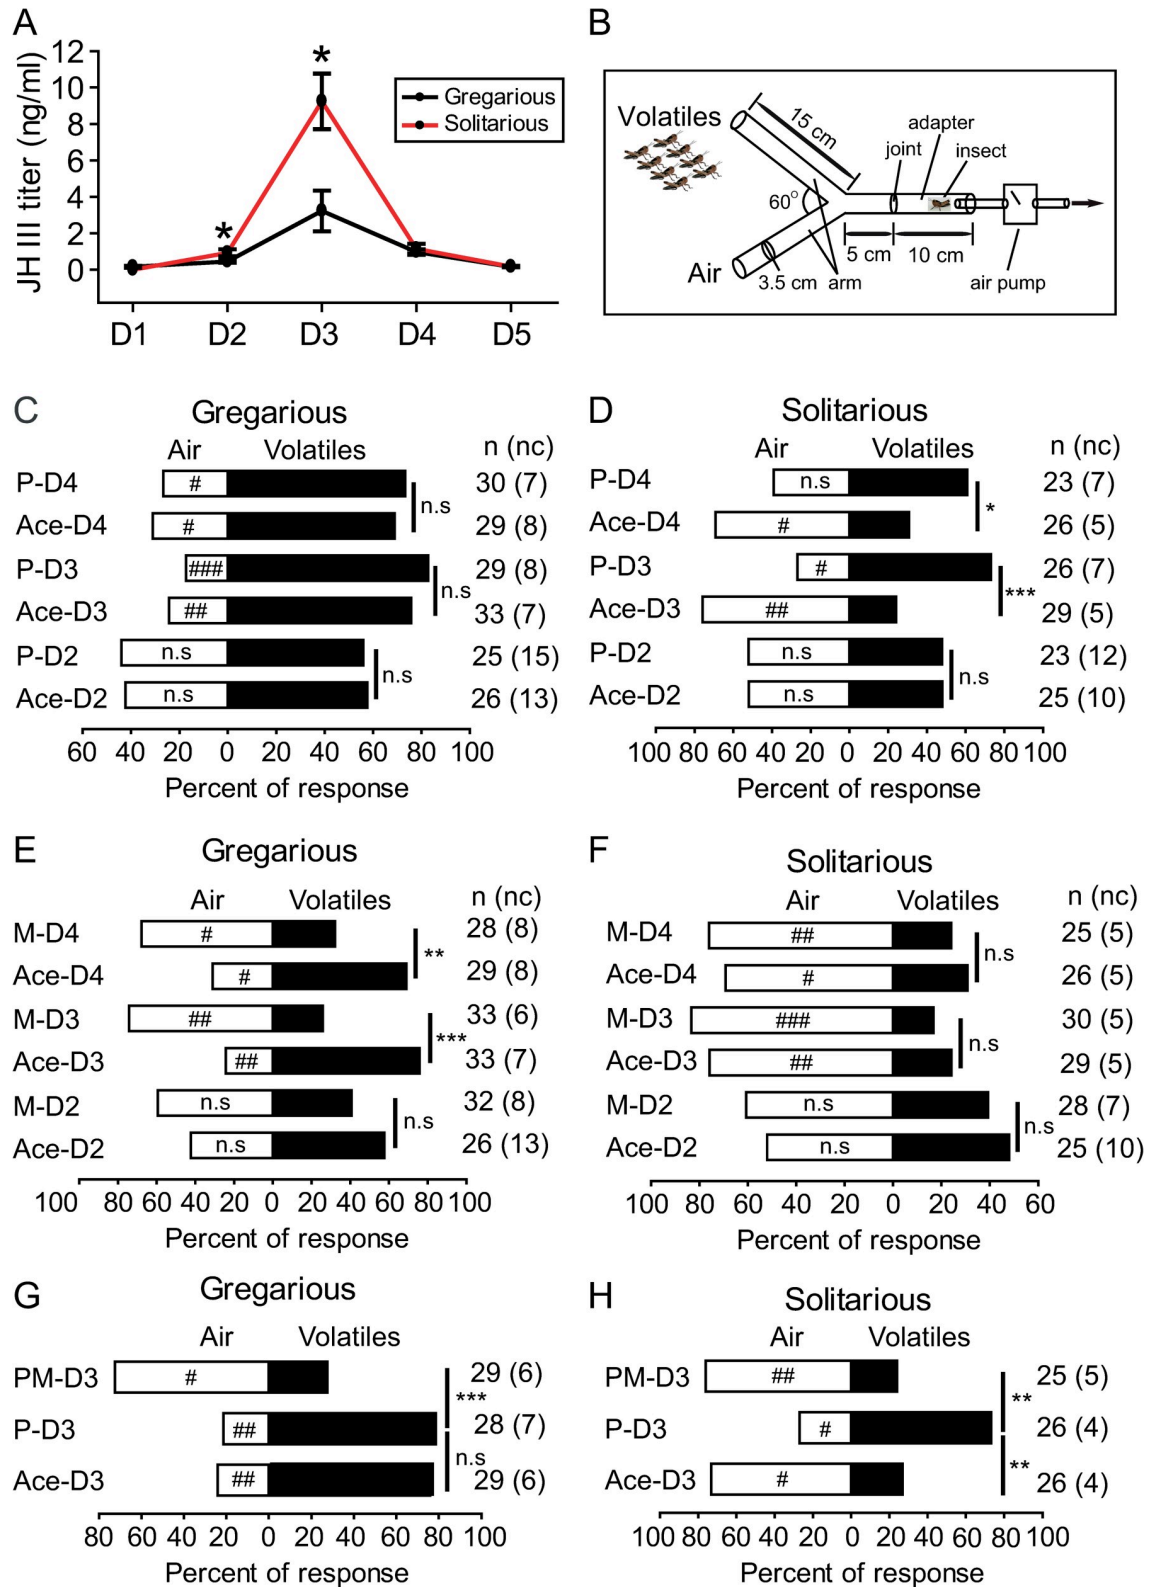 A
JH III titer (ng/ml)
12
10
8
6
4
2
0
*
*
Gregarious
Solitarious
D1 D2 D3 D4 D5
B
Volatiles
15 cm
adapter
joint
insect
60°
Air
3.5 cm
arm
5 cm
10 cm
air pump
C
Gregarious
Air Volatiles n (nc)
P-D4 # 30 (7)
n.s
Ace-D4 # 29 (8)
P-D3 ### 29 (8)
n.s
Ace-D3 ## 33 (7)
P-D2 n.s 25 (15)
n.s
Ace-D2 n.s 26 (13)
60 40 20 0 20 40 60 80 100
Percent of response
D
Solitarious
Air Volatiles n (nc)
P-D4 n.s 23 (7)
*
Ace-D4 # 26 (5)
P-D3 # 26 (7)
***
Ace-D3 ## 29 (5)
P-D2 n.s 23 (12)
n.s
Ace-D2 n.s 25 (10)
100 80 60 40 20 0 20 40 60 80 100
Percent of response
E
Gregarious
Air Volatiles n (nc)
M-D4 # 28 (8)
**
Ace-D4 # 29 (8)
M-D3 ## 33 (6)
***
Ace-D3 ## 33 (7)
M-D2 n.s 32 (8)
n.s
Ace-D2 n.s 26 (13)
100 80 60 40 20 0 20 40 60 80 100
Percent of response
F
Solitarious
Air Volatiles n (nc)
M-D4 ## 25 (5)
n.s
Ace-D4 # 26 (5)
M-D3 ### 30 (5)
n.s
Ace-D3 ## 29 (5)
M-D2 n.s 28 (7)
n.s
Ace-D2 n.s 25 (10)
100 80 60 40 20 0 20 40 60
Percent of response
G
Gregarious
Air Volatiles
PM-D3 # 29 (6)
***
P-D3 ## 28 (7)
n.s
Ace-D3 ## 29 (6)
80 60 40 20 0 20 40 60 80 100
Percent of response
H
Solitarious
Air Volatiles
PM-D3 ## 25 (5)
**
P-D3 # 26 (4)
**
Ace-D3 # 26 (4)
100 80 60 40 20 0 20 40 60 80 100
Percent of response